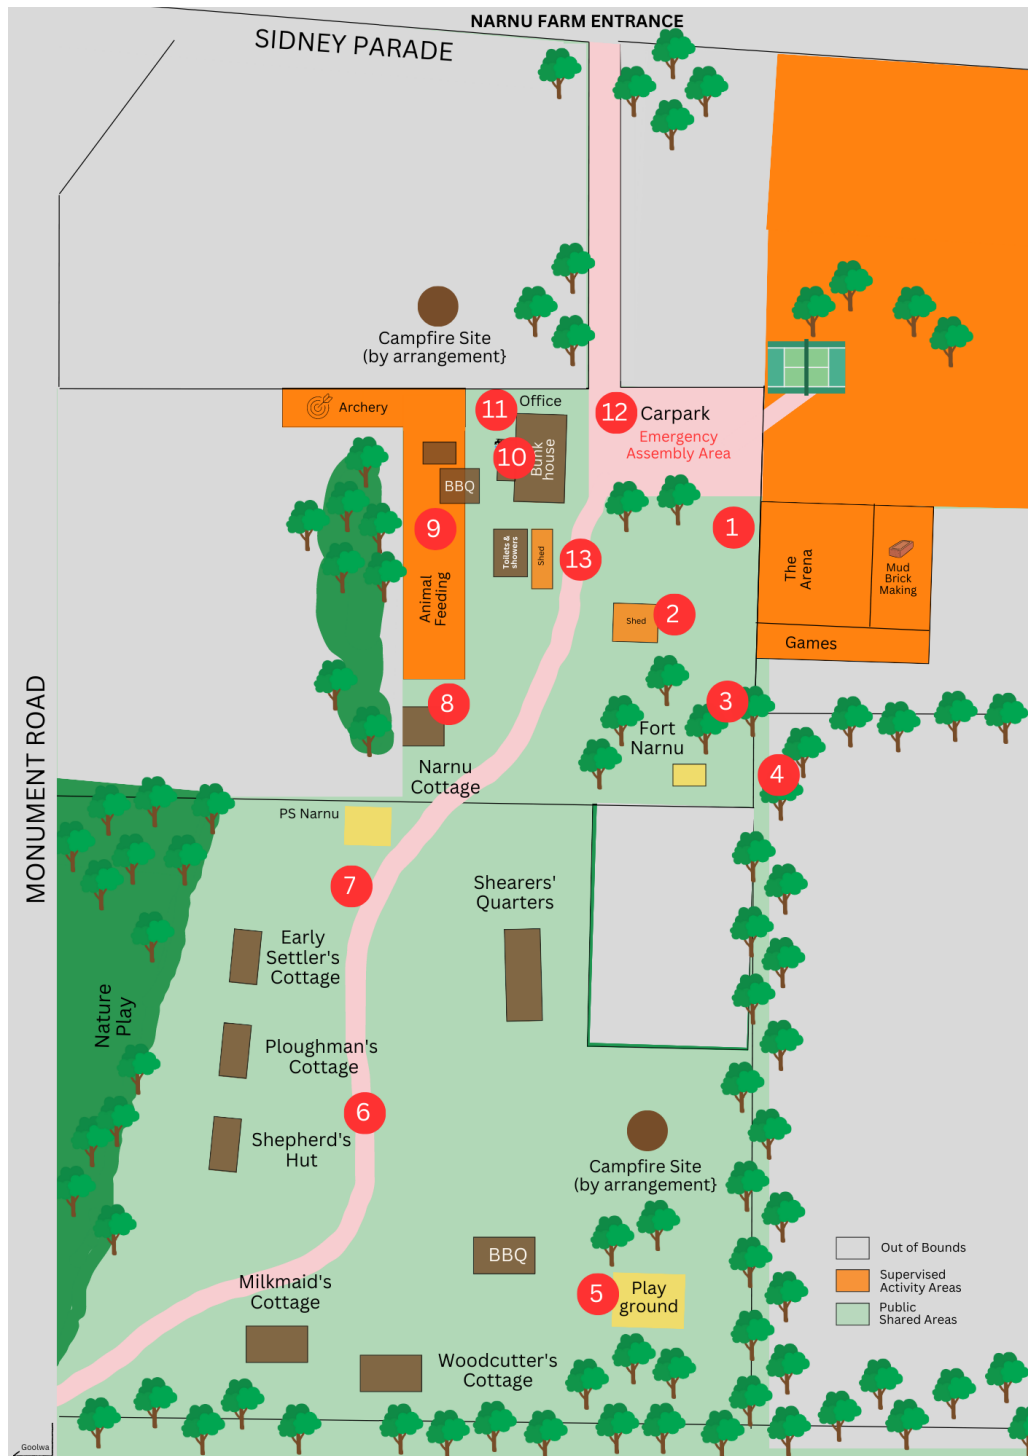 NARNU FARM ENTRANCE
SIDNEY PARADE
Campfire Site
(by arrangement}
Archery
11
Office
12
Carpark
Emergency
Assembly Area
10
Bunk
house
BBQ
9
Animal
Feeding
Toilets &
showers
Shed
13
1
The
Arena
Mud
Brick
Making
Games
Shed
2
3
Fort
Narnu
4
8
Narnu
Cottage
MONUMENT ROAD
PS Narnu
7
Shearers'
Quarters
Early
Settler's
Cottage
Nature
Play
Ploughman's
Cottage
6
Shepherd's
Hut
Campfire Site
(by arrangement}
BBQ
5
Play
ground
Milkmaid's
Cottage
Woodcutter's
Cottage
Out of Bounds
Supervised
Activity Areas
Public
Shared Areas
Goolwa